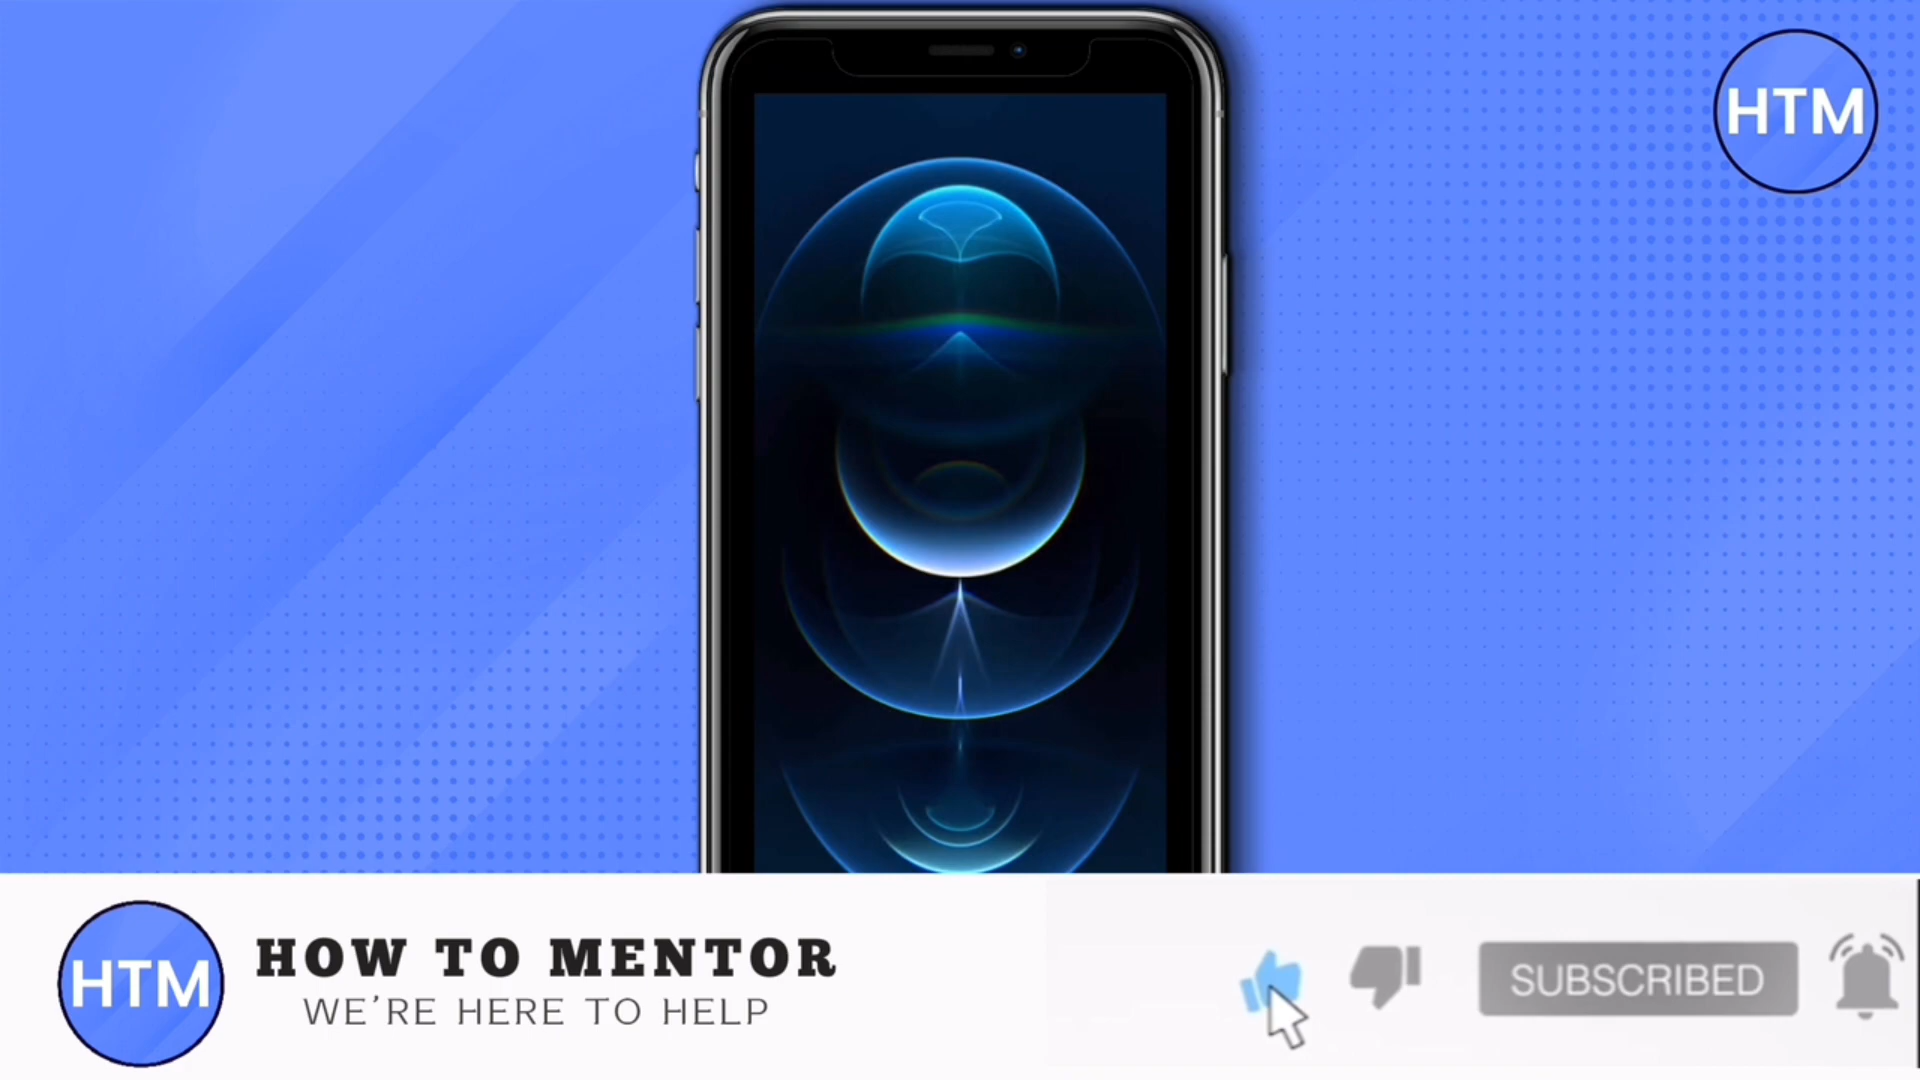 HTM
HTM
HOW TO MENTOR
WE'RE HERE TO HELP
SUBSCRIBED